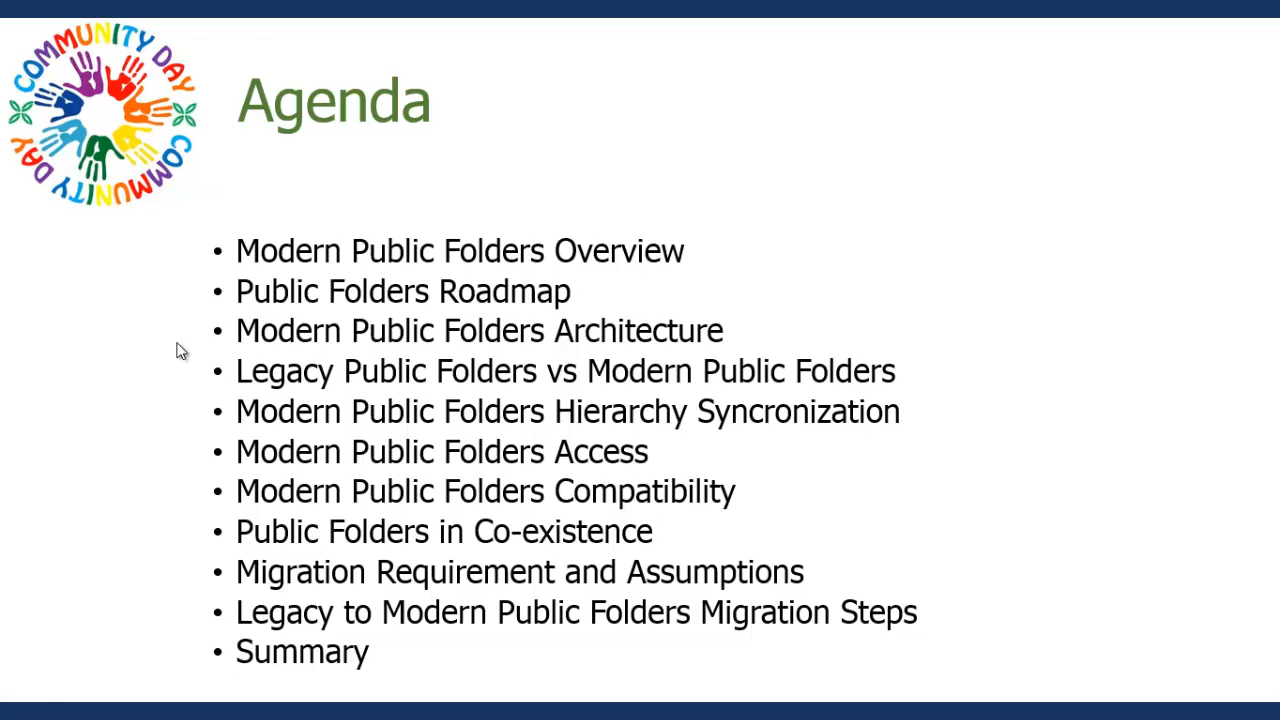 COMMUNITY DAY
COMMUNITY DAY
Agenda
• Modern Public Folders Overview
• Public Folders Roadmap
• Modern Public Folders Architecture
• Legacy Public Folders vs Modern Public Folders
• Modern Public Folders Hierarchy Syncronization
• Modern Public Folders Access
• Modern Public Folders Compatibility
• Public Folders in Co-existence
• Migration Requirement and Assumptions
• Legacy to Modern Public Folders Migration Steps
• Summary